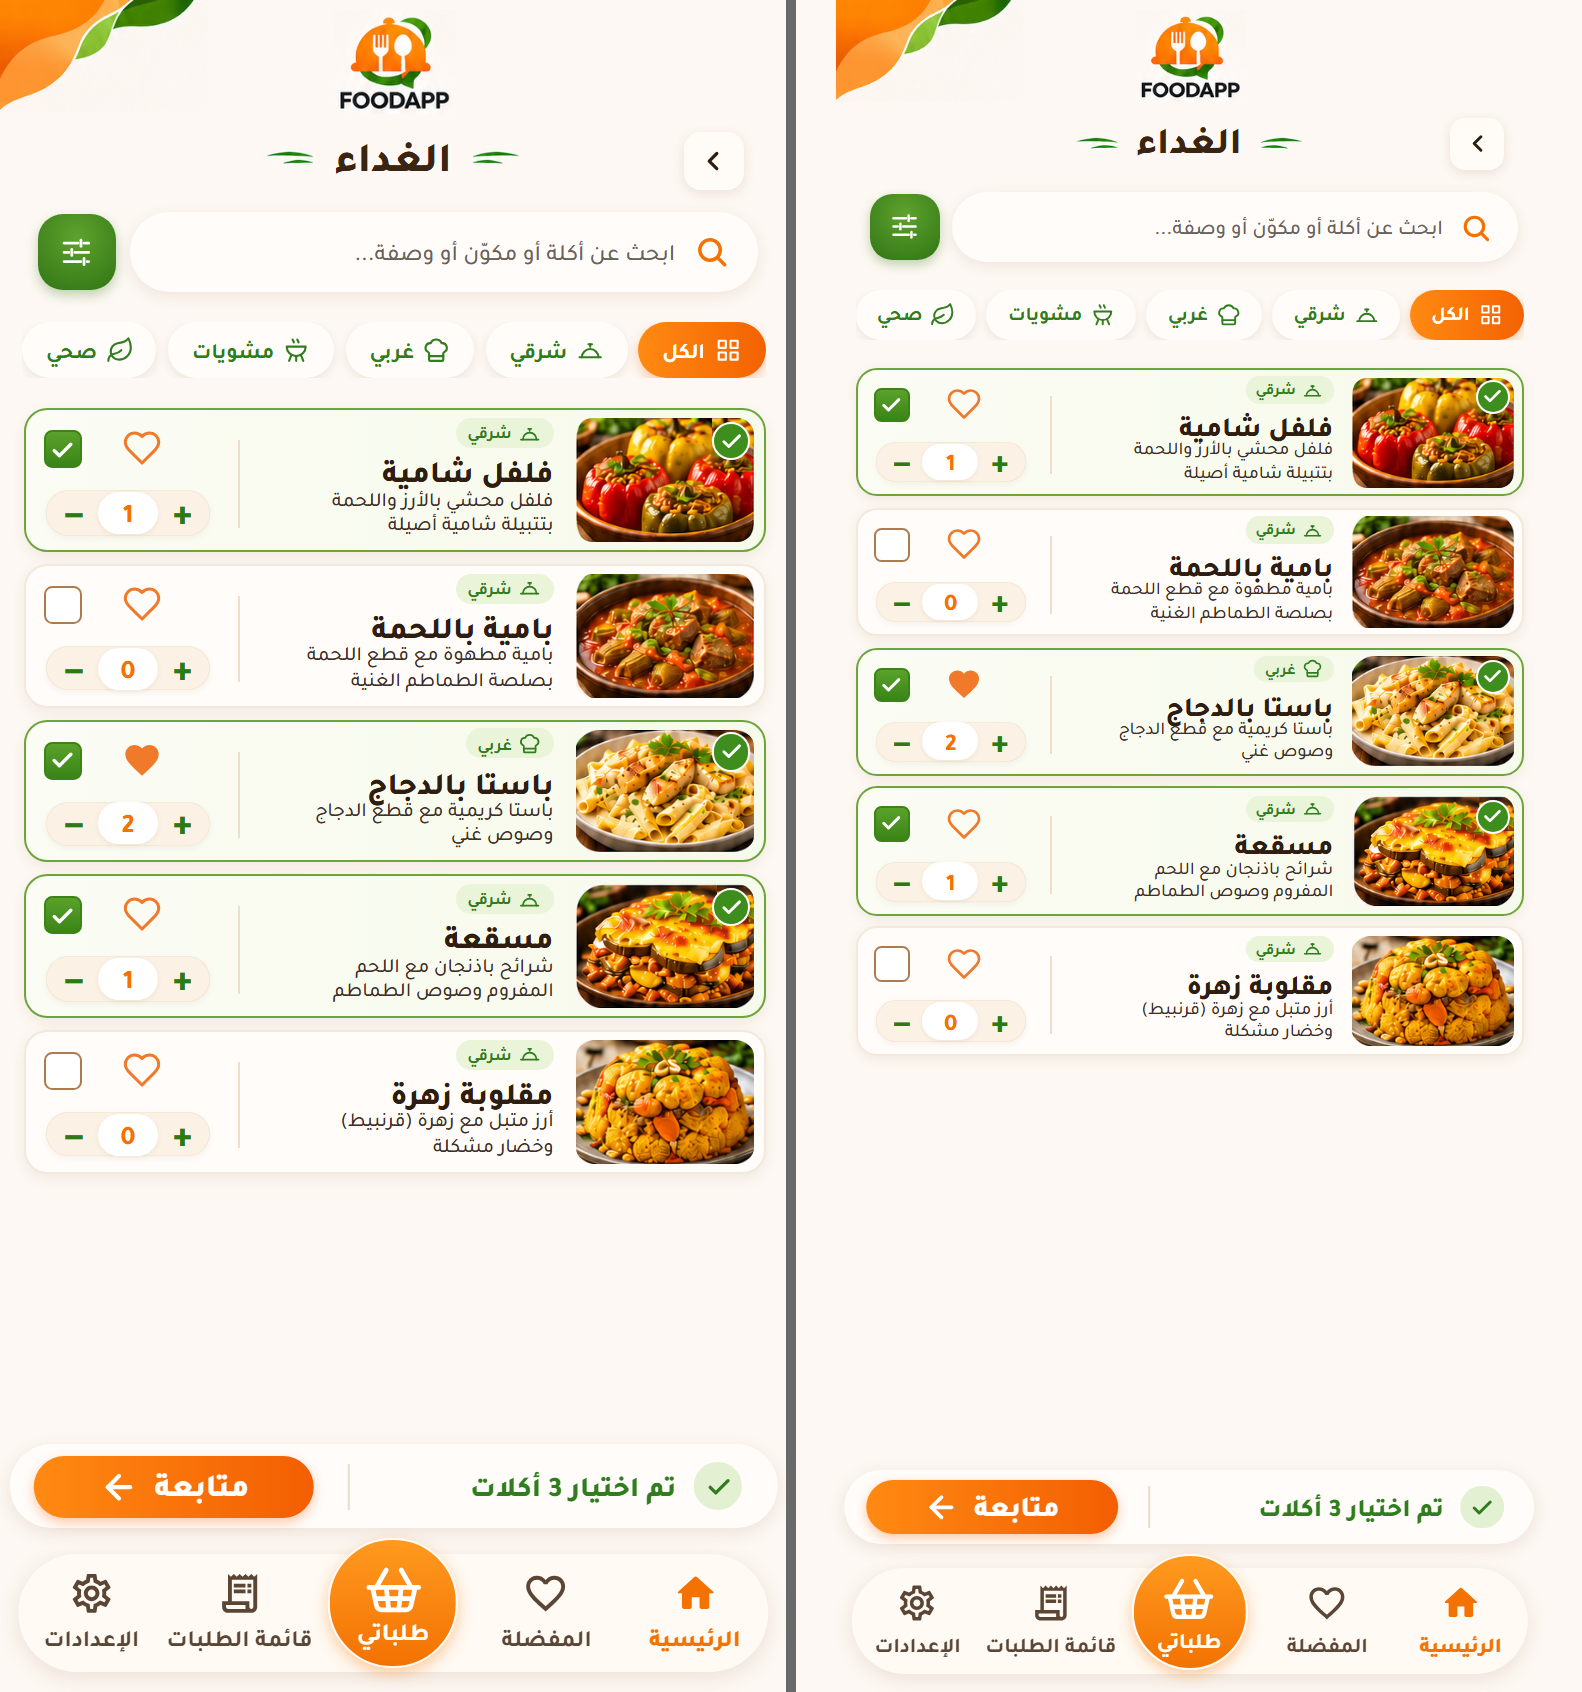 FOODAPP
الغداء
ابحث عن أكلة أو مكوّن أو وصفة...
الكل
شرقي
غربي
مشويات
صحي
شرقي
فلفل شامية
فلفل محشي بالأرز واللحمة
بتتبيلة شامية أصيلة
+ 1 −
شرقي
بامية باللحمة
بامية مطهوة مع قطع اللحمة
بصلصة الطماطم الغنية
+ 0 −
غربي
باستا بالدجاج
باستا كريمية مع قطع الدجاج
وصوص غني
+ 2 −
شرقي
مسقعة
شرائح باذنجان مع اللحم
المفروم وصوص الطماطم
+ 1 −
شرقي
مقلوبة زهرة
أرز متبل مع زهرة (قرنبيط)
وخضار مشكلة
+ 0 −
تم اختيار 3 أكلات
متابعة
الرئيسية
المفضلة
طلباتي
قائمة الطلبات
الإعدادات
FOODAPP
الغداء
ابحث عن أكلة أو مكوّن أو وصفة...
الكل
شرقي
غربي
مشويات
صحي
شرقي
فلفل شامية
فلفل محشي بالأرز واللحمة
بتتبيلة شامية أصيلة
+ 1 −
شرقي
بامية باللحمة
بامية مطهوة مع قطع اللحمة
بصلصة الطماطم الغنية
+ 0 −
غربي
باستا بالدجاج
باستا كريمية مع قطع الدجاج
وصوص غني
+ 2 −
شرقي
مسقعة
شرائح باذنجان مع اللحم
المفروم وصوص الطماطم
+ 1 −
شرقي
مقلوبة زهرة
أرز متبل مع زهرة (قرنبيط)
وخضار مشكلة
+ 0 −
تم اختيار 3 أكلات
متابعة
الرئيسية
المفضلة
طلباتي
قائمة الطلبات
الإعدادات